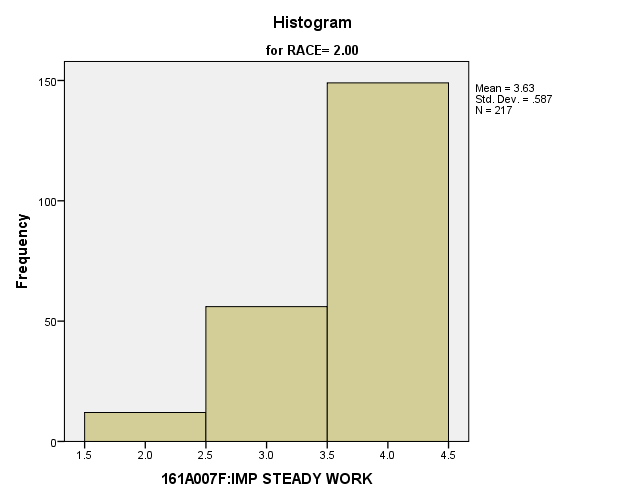 Histogram
for RACE= 2.00
Mean = 3.63
Std. Dev. = .587
N = 217
150
100
50
0
Frequency
1.5 2.0 2.5 3.0 3.5 4.0 4.5
161A007F:IMP STEADY WORK